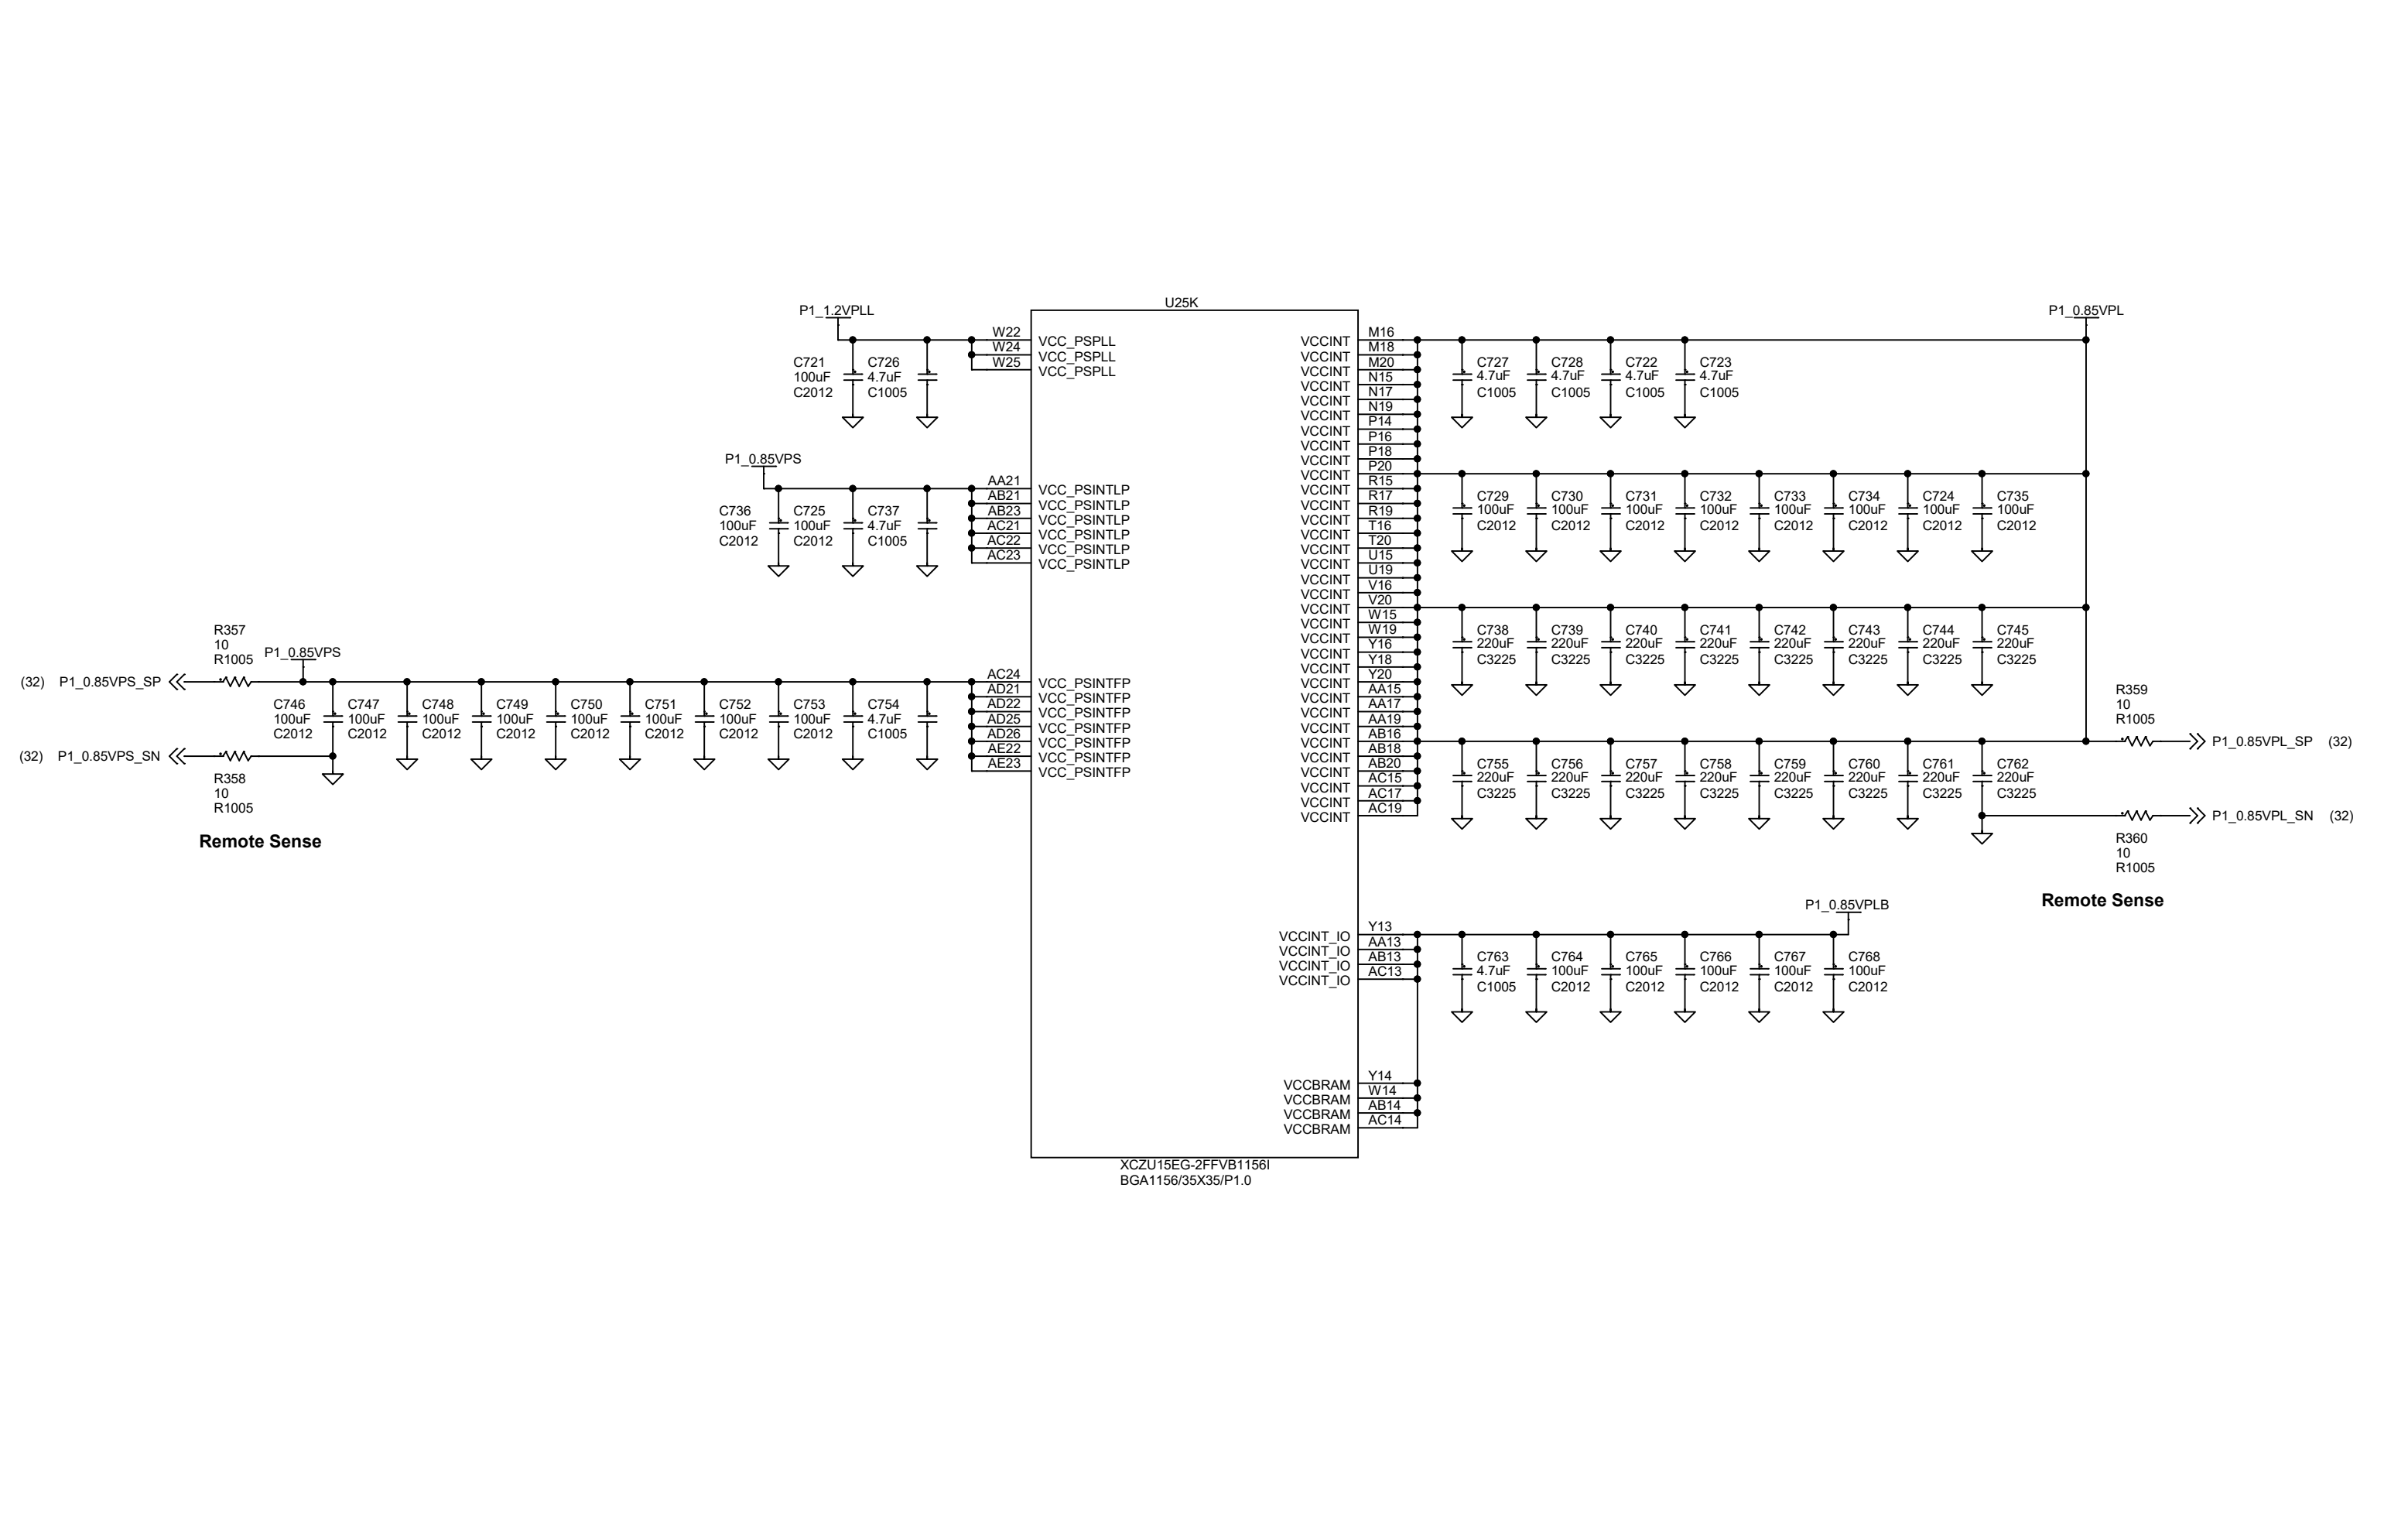 U25K
P1_1.2VPLL
C721
100uF
C2012
C726
4.7uF
C1005
W22
W24
W25
VCC_PSPLL
VCC_PSPLL
VCC_PSPLL
P1_0.85VPS
C736
100uF
C2012
C725
100uF
C2012
C737
4.7uF
C1005
AA21
AB21
AB23
AC21
AC22
AC23
VCC_PSINTLP
VCC_PSINTLP
VCC_PSINTLP
VCC_PSINTLP
VCC_PSINTLP
VCC_PSINTLP
R357
10
R1005
P1_0.85VPS
(32) P1_0.85VPS_SP
(32) P1_0.85VPS_SN
R358
10
R1005
Remote Sense
C746
100uF
C2012
C747
100uF
C2012
C748
100uF
C2012
C749
100uF
C2012
C750
100uF
C2012
C751
100uF
C2012
C752
100uF
C2012
C753
100uF
C2012
C754
4.7uF
C1005
AC24
AD21
AD22
AD25
AD26
AE22
AE23
VCC_PSINTFP
VCC_PSINTFP
VCC_PSINTFP
VCC_PSINTFP
VCC_PSINTFP
VCC_PSINTFP
VCC_PSINTFP
VCCINT M16
VCCINT M18
VCCINT M20
VCCINT N15
VCCINT N17
VCCINT N19
VCCINT P14
VCCINT P16
VCCINT P18
VCCINT P20
VCCINT R15
VCCINT R17
VCCINT R19
VCCINT T16
VCCINT T20
VCCINT U15
VCCINT U19
VCCINT V16
VCCINT V20
VCCINT W15
VCCINT W19
VCCINT Y16
VCCINT Y18
VCCINT Y20
VCCINT AA15
VCCINT AA17
VCCINT AA19
VCCINT AB16
VCCINT AB18
VCCINT AB20
VCCINT AC15
VCCINT AC17
VCCINT AC19
P1_0.85VPL
C727
4.7uF
C1005
C728
4.7uF
C1005
C722
4.7uF
C1005
C723
4.7uF
C1005
C729
100uF
C2012
C730
100uF
C2012
C731
100uF
C2012
C732
100uF
C2012
C733
100uF
C2012
C734
100uF
C2012
C724
100uF
C2012
C735
100uF
C2012
C738
220uF
C3225
C739
220uF
C3225
C740
220uF
C3225
C741
220uF
C3225
C742
220uF
C3225
C743
220uF
C3225
C744
220uF
C3225
C745
220uF
C3225
C755
220uF
C3225
C756
220uF
C3225
C757
220uF
C3225
C758
220uF
C3225
C759
220uF
C3225
C760
220uF
C3225
C761
220uF
C3225
C762
220uF
C3225
R359
10
R1005
P1_0.85VPL_SP (32)
P1_0.85VPL_SN (32)
R360
10
R1005
Remote Sense
P1_0.85VPLB
VCCINT_IO Y13
VCCINT_IO AA13
VCCINT_IO AB13
VCCINT_IO AC13
C763
4.7uF
C1005
C764
100uF
C2012
C765
100uF
C2012
C766
100uF
C2012
C767
100uF
C2012
C768
100uF
C2012
VCCBRAM Y14
VCCBRAM W14
VCCBRAM AB14
VCCBRAM AC14
XCZU15EG-2FFVB1156I
BGA1156/35X35/P1.0